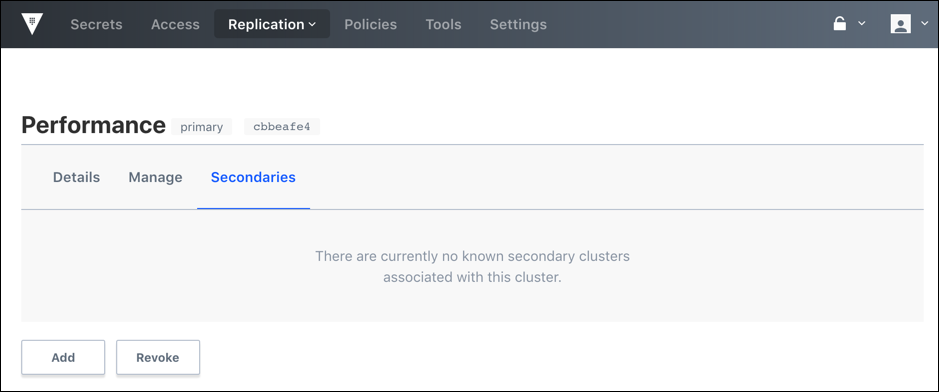 Secrets Access Replication Policies Tools Settings
Performance primary cbbeafe4
Details Manage Secondaries
There are currently no known secondary clusters
associated with this cluster.
Add Revoke